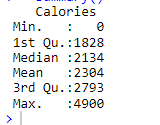 Calories
Min.   :   0
1st Qu.:1828
Median :2134
Mean   :2304
3rd Qu.:2793
Max.   :4900
>